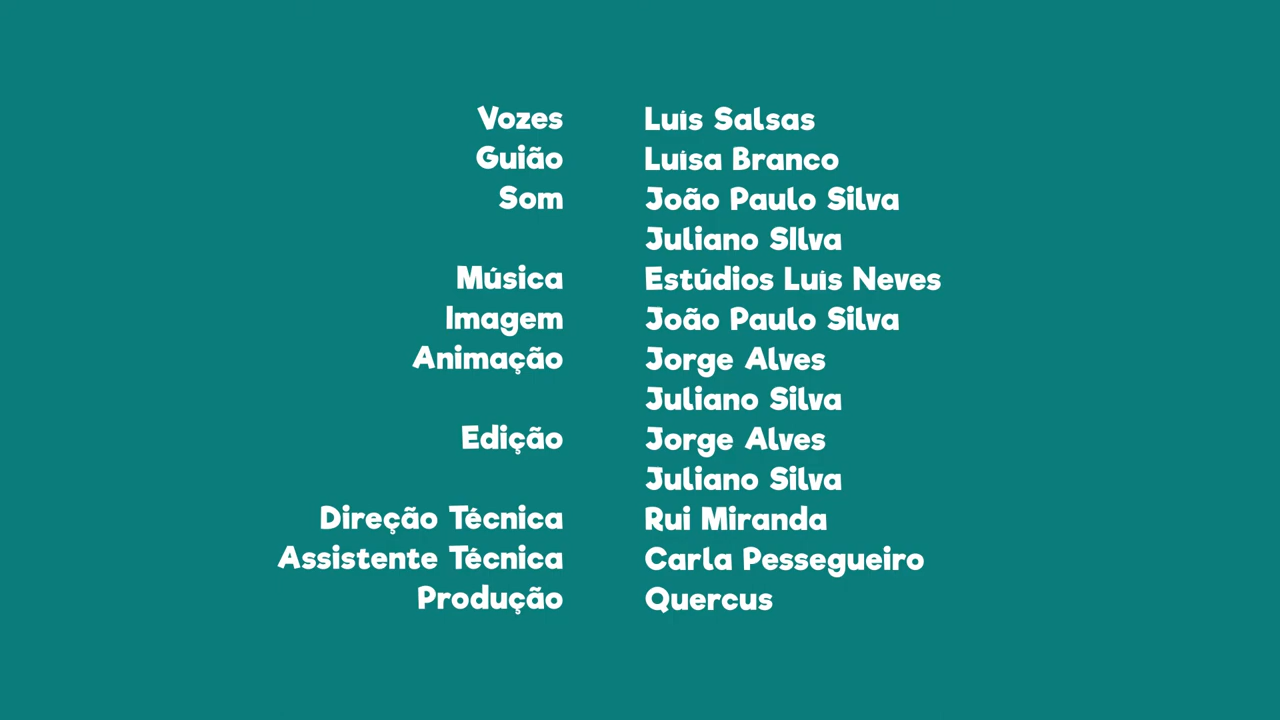 Vozes Luís Salsas
Guião Luísa Branco
Som João Paulo Silva
Juliano SIlva
Música Estúdios Luís Neves
Imagem João Paulo Silva
Animação Jorge Alves
Juliano Silva
Edição Jorge Alves
Juliano Silva
Direção Técnica Rui Miranda
Assistente Técnica Carla Pessegueiro
Produção Quercus